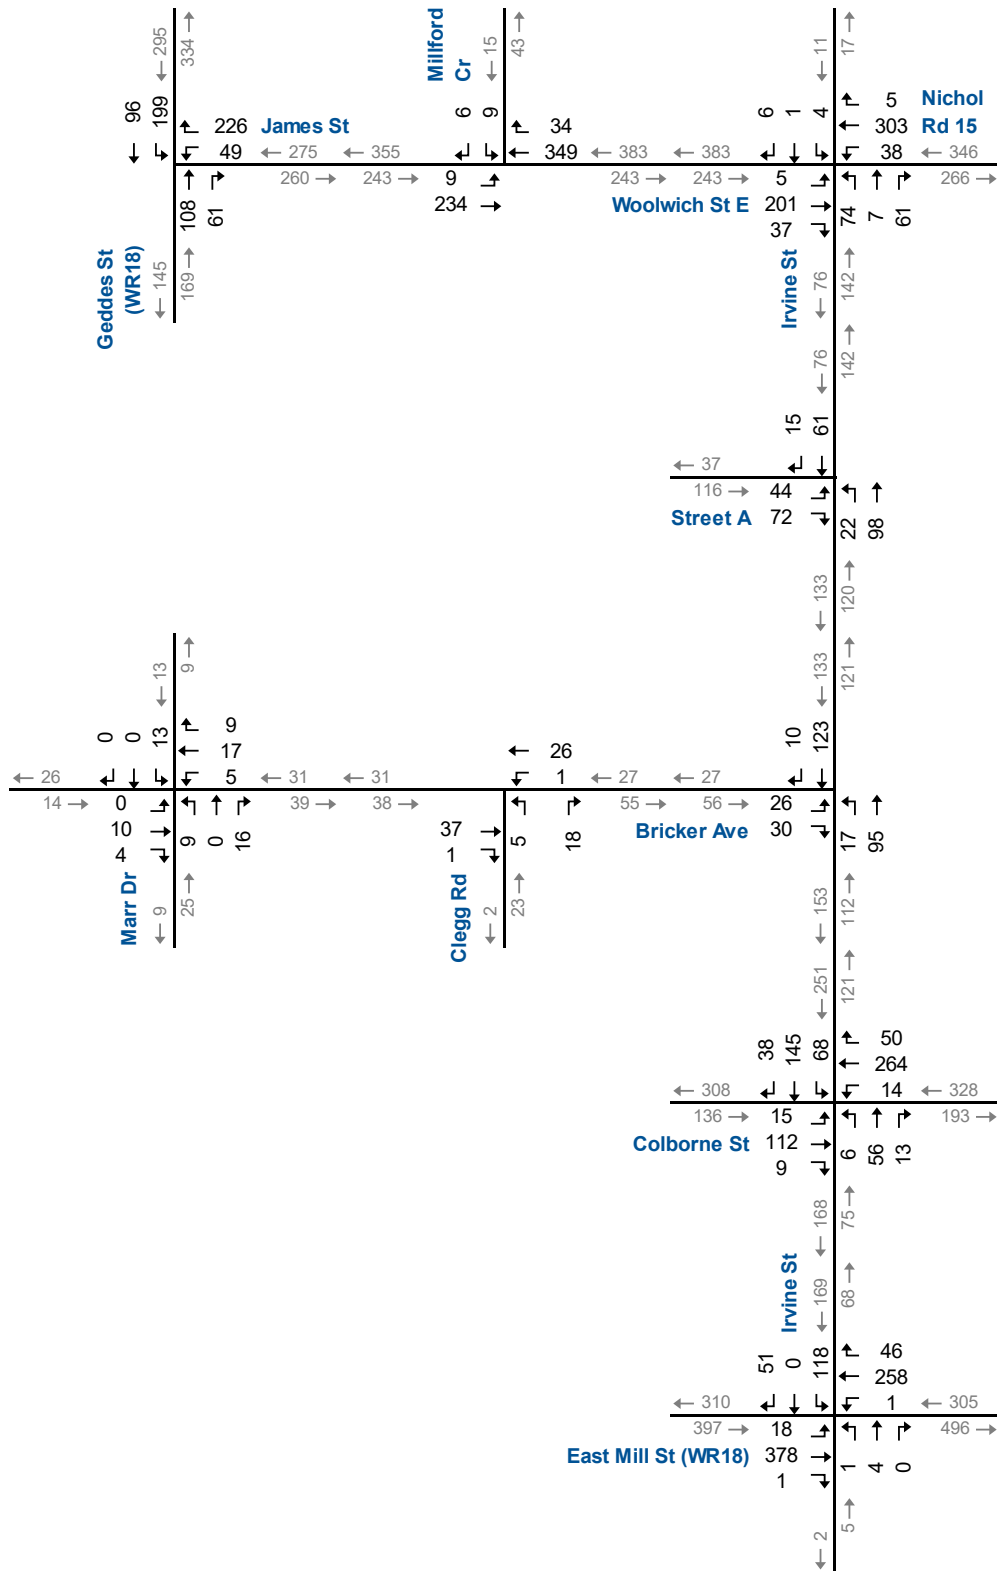 295
334
Millford
Cr
15
43
11
17
96
199
226 James St
49 275 355
6 9
34
349 383 383
6 1 4
5 Nichol
303 Rd 15
38 346
260 243 9
234
243 243 5
Woolwich St E 201
37
266
108 61
74 7 61
Geddes St
(WR18)
145
169
Irvine St
76
142
76
142
15 61
37
116 44
Street A 72
22 98
133
120
13
9
133
121
0 0 13
9
17
5
26
31 31
26
1
27 27
10 123
14 0
10
4
39 38
37
1
55 56 26
Bricker Ave 30
9 0 16
5 18
17 95
Marr Dr
9
25
Clegg Rd
2
23
153
112
251
121
38 145 68
50
264
14 328
308
136 15
Colborne St 112
9
193
6 56 13
168
75
Irvine St
169
68
51 0 118
46
258
1 305
310
397 18
East Mill St (WR18) 378
1
496
1 4 0
2
5